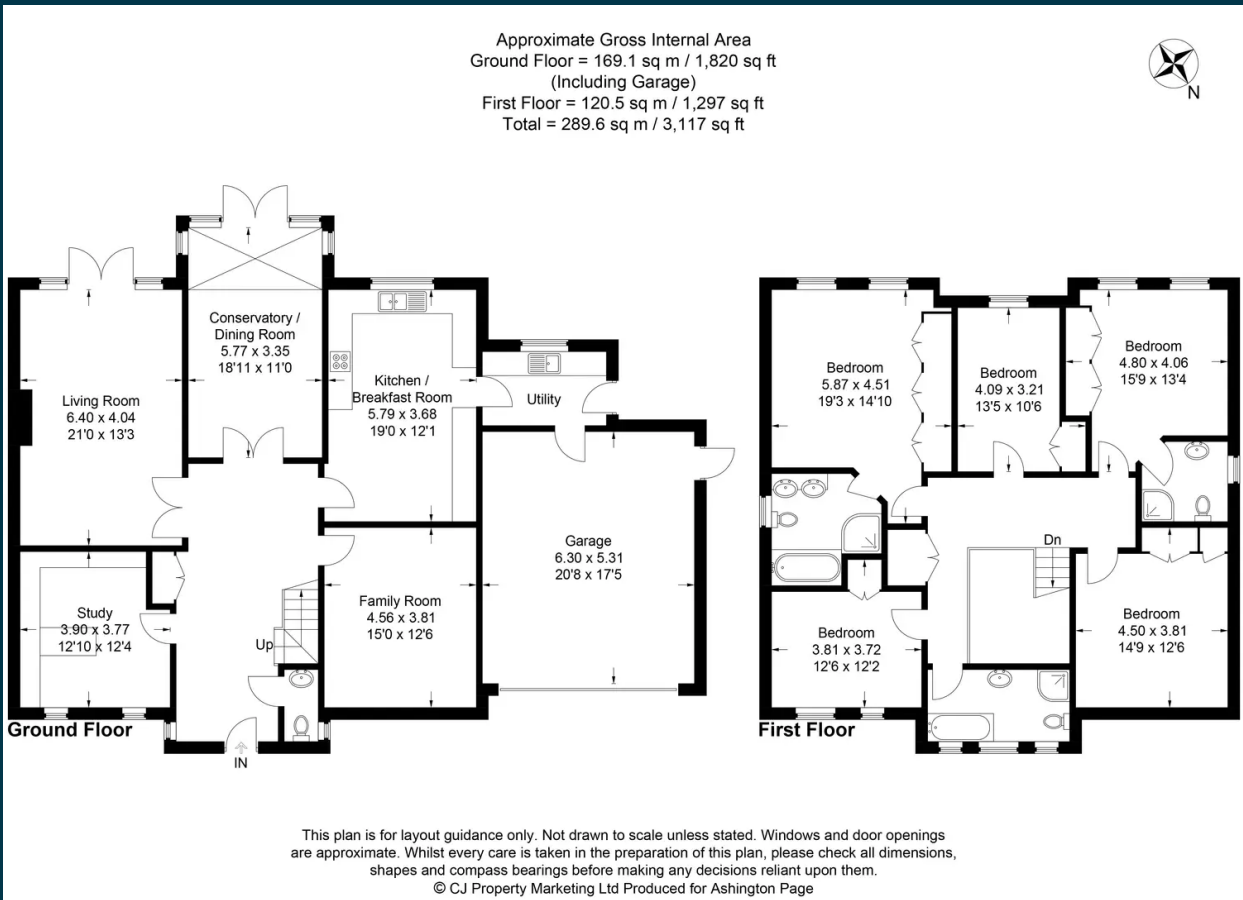 Approximate Gross Internal Area
Ground Floor = 169.1 sq m / 1,820 sq ft
(Including Garage)
First Floor = 120.5 sq m / 1,297 sq ft
Total = 289.6 sq m / 3,117 sq ft
N
Conservatory /
Dining Room
5.77 x 3.35
18'11 x 11'0
Living Room
6.40 x 4.04
21'0 x 13'3
Kitchen /
Breakfast Room
5.79 x 3.68
19'0 x 12'1
Utility
Garage
6.30 x 5.31
20'8 x 17'5
Study
3.90 x 3.77
12'10 x 12'4
Family Room
4.56 x 3.81
15'0 x 12'6
Up
IN
Ground Floor
Bedroom
5.87 x 4.51
19'3 x 14'10
Bedroom
4.09 x 3.21
13'5 x 10'6
Bedroom
4.80 x 4.06
15'9 x 13'4
Dn
Bedroom
3.81 x 3.72
12'6 x 12'2
Bedroom
4.50 x 3.81
14'9 x 12'6
First Floor
This plan is for layout guidance only. Not drawn to scale unless stated. Windows and door openings
are approximate. Whilst every care is taken in the preparation of this plan, please check all dimensions,
shapes and compass bearings before making any decisions reliant upon them.
© CJ Property Marketing Ltd Produced for Ashington Page